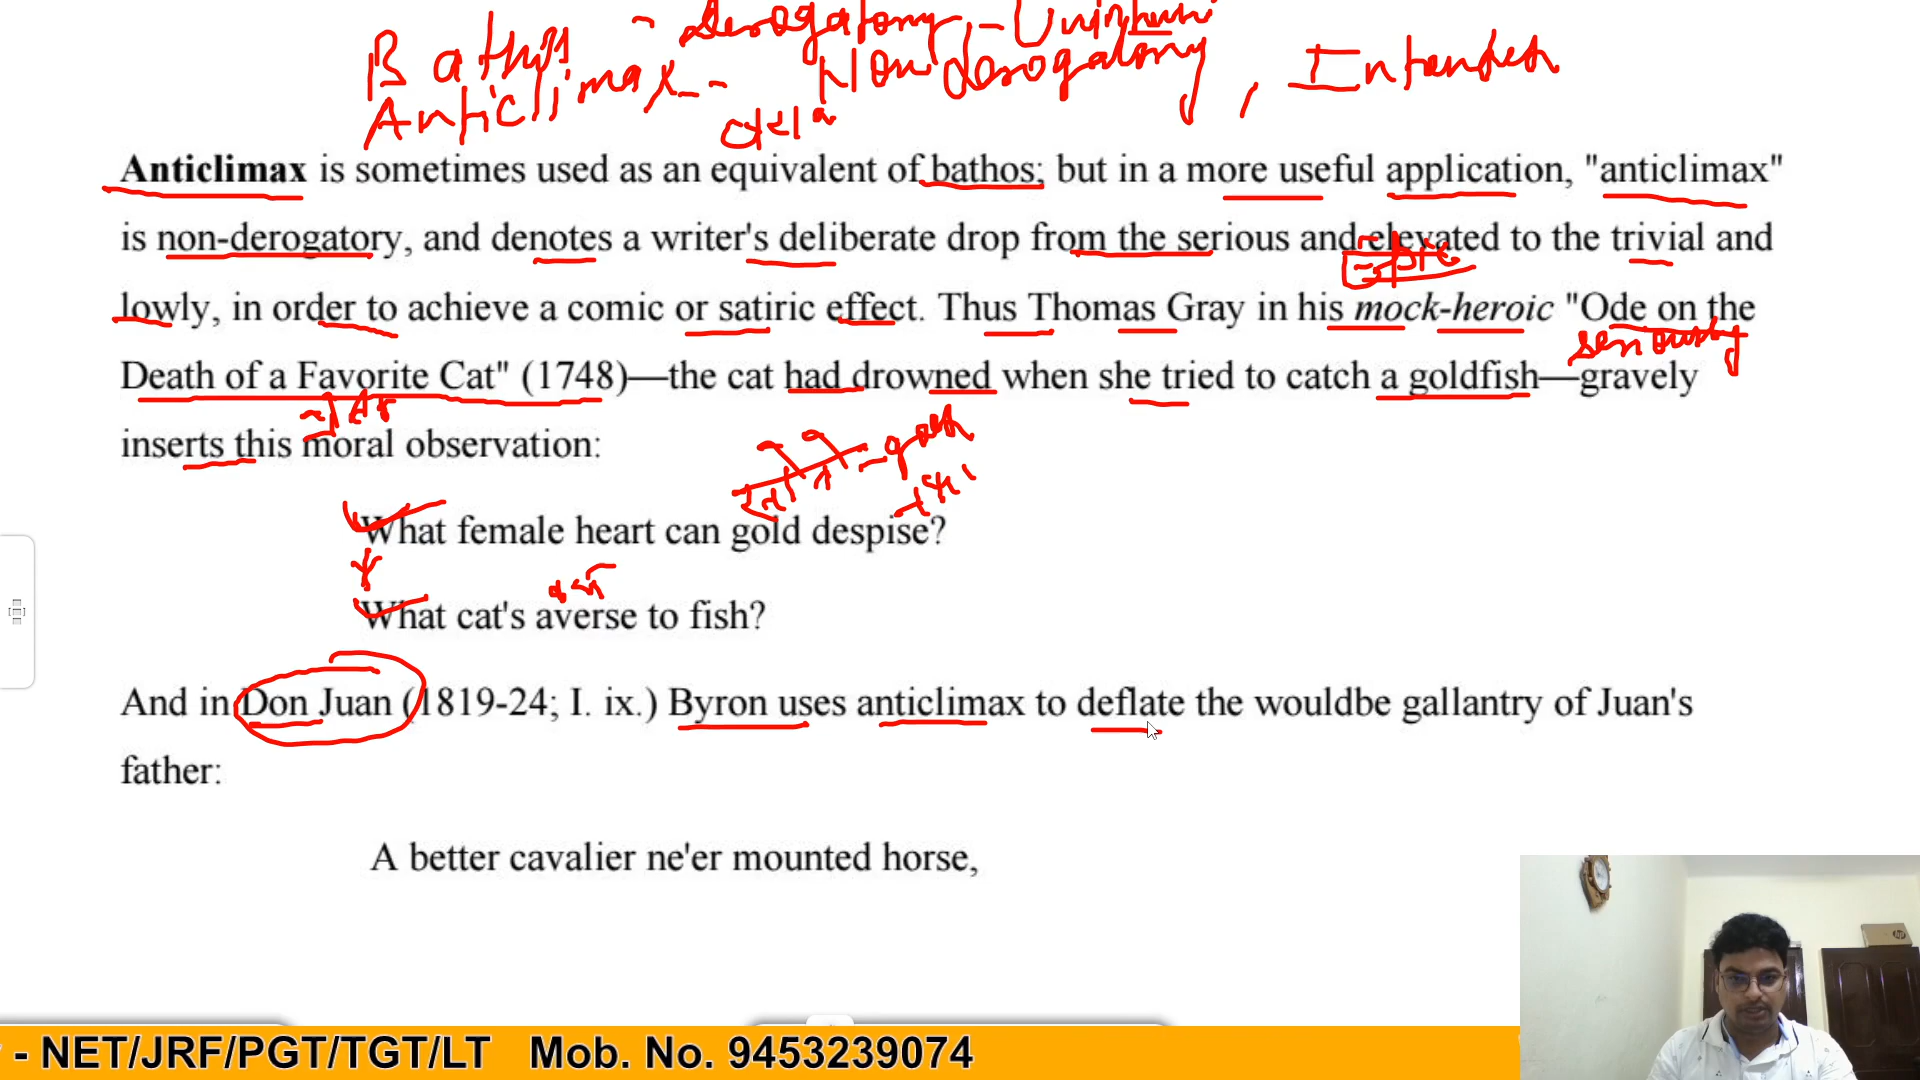 Bathos - Derogatory, -
Anticlimax - Non derogatory, Intended
Anticlimax is sometimes used as an equivalent of bathos; but in a more useful application, "anticlimax"
is non-derogatory, and denotes a writer's deliberate drop from the serious and elevated to the trivial and
Epic
lowly, in order to achieve a comic or satiric effect. Thus Thomas Gray in his mock-heroic "Ode on the
seriously
Death of a Favorite Cat" (1748)—the cat had drowned when she tried to catch a goldfish—gravely
inserts this moral observation:
What female heart can gold despise?
What cat's averse to fish?
And in Don Juan (1819-24; I. ix.) Byron uses anticlimax to deflate the wouldbe gallantry of Juan's
father:
A better cavalier ne'er mounted horse,
- NET/JRF/PGT/TGT/LT Mob. No. 9453239074